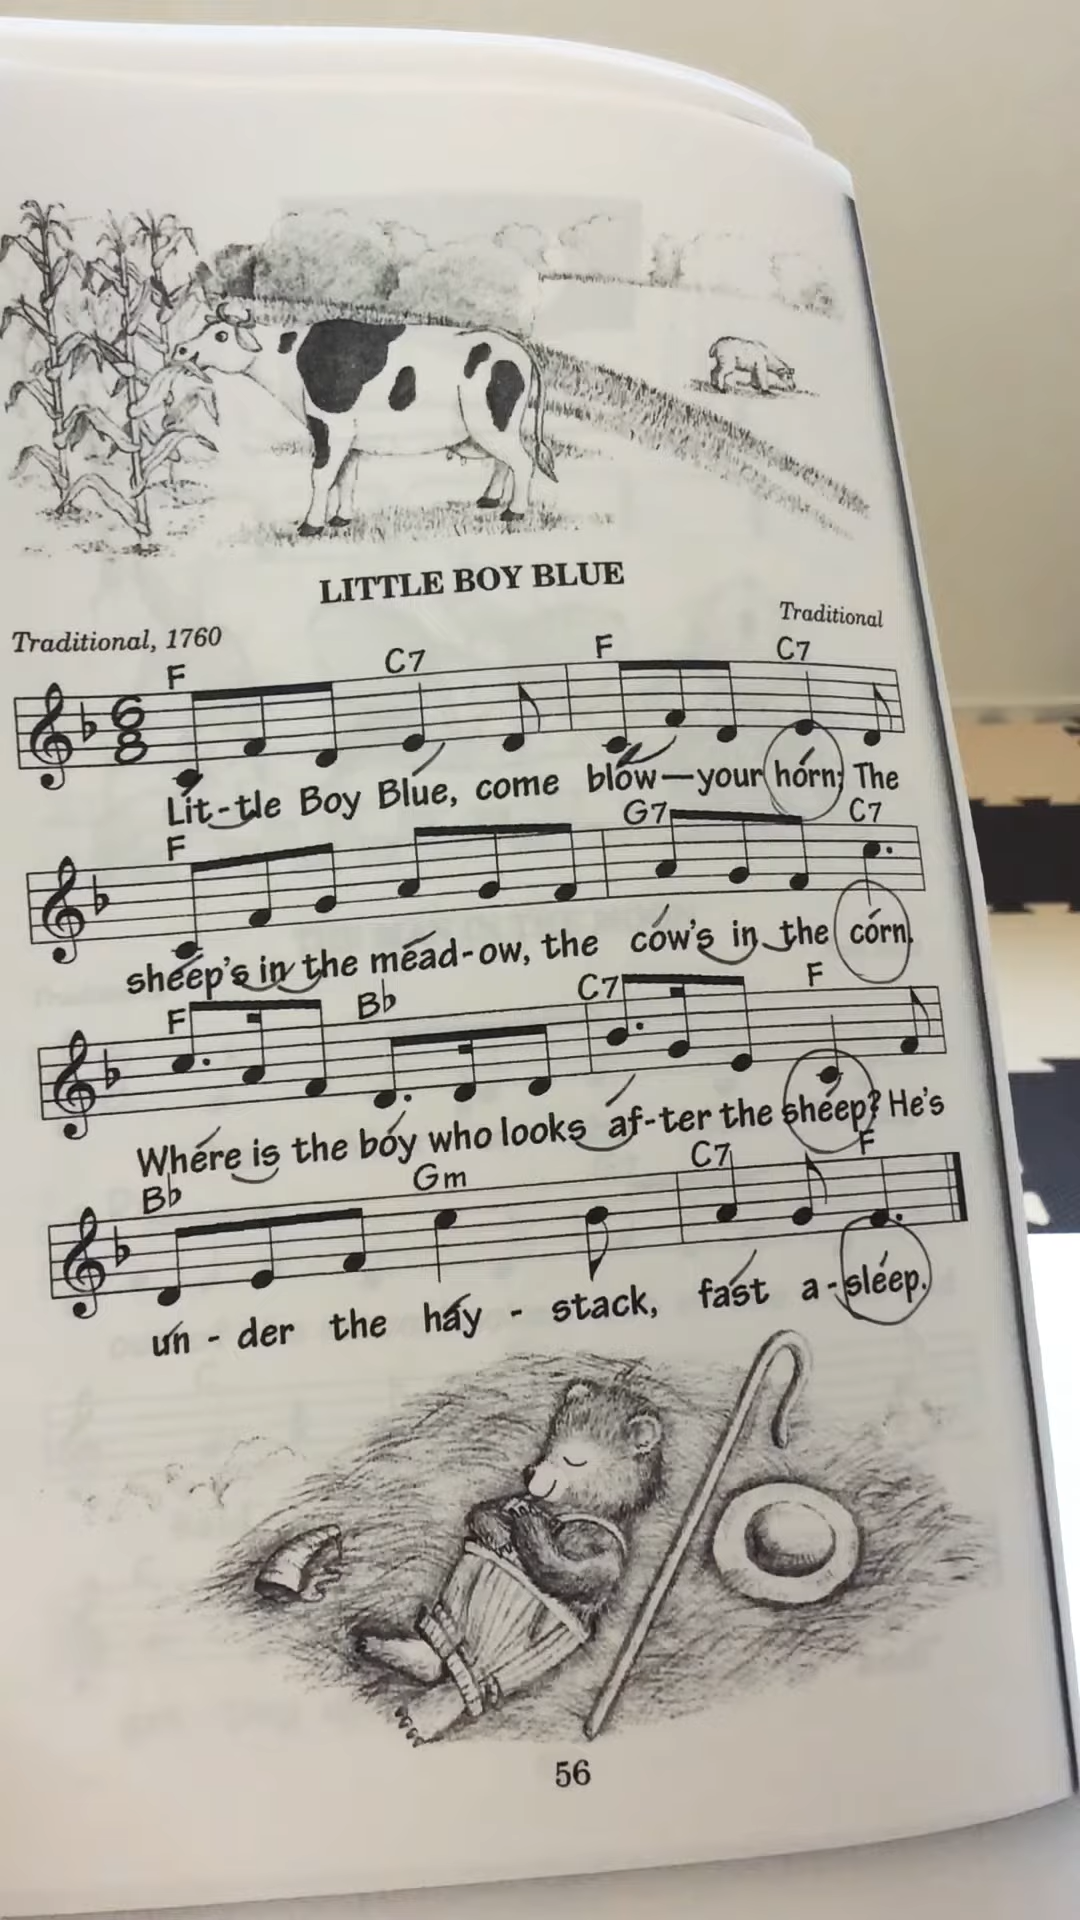 LITTLE BOY BLUE
Traditional, 1760
Traditional
F C7 F C7
6
8
Lit-tle Boy Blue, come blow—your horn; The
F G7 C7
sheep's in the mead-ow, the cow's in the corn.
F B♭ C7 F
Where is the boy who looks af-ter the sheep? He's
B♭ Gm C7 F
un - der the hay - stack, fast a-sleep.
56